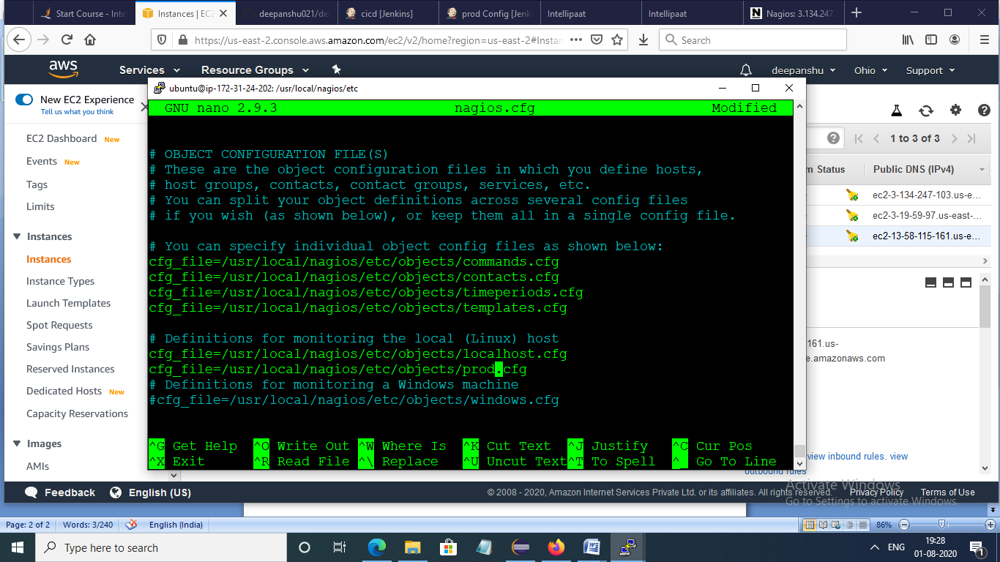 Start Course - Inte
Instances | EC2
deepanshu021/de
cicd [Jenkins]
prod Config [Jenki
Intellipaat
Intellipaat
Nagios: 3.134.247.
https://us-east-2.console.aws.amazon.com/ec2/v2/home?region=us-east-2#Instan
Search
aws
Services
Resource Groups
deepanshu
Ohio
Support
New EC2 Experience
Tell us what you think
EC2 Dashboard New
Events New
Tags
Limits
Instances
Instances
Instance Types
Launch Templates
Spot Requests
Savings Plans
Reserved Instances
Dedicated Hosts New
Capacity Reservations
Images
AMIs
ubuntu@ip-172-31-24-202: /usr/local/nagios/etc
GNU nano 2.9.3 nagios.cfg Modified
# OBJECT CONFIGURATION FILE(S)
# These are the object configuration files in which you define hosts,
# host groups, contacts, contact groups, services, etc.
# You can split your object definitions across several config files
# if you wish (as shown below), or keep them all in a single config file.
# You can specify individual object config files as shown below:
cfg_file=/usr/local/nagios/etc/objects/commands.cfg
cfg_file=/usr/local/nagios/etc/objects/contacts.cfg
cfg_file=/usr/local/nagios/etc/objects/timeperiods.cfg
cfg_file=/usr/local/nagios/etc/objects/templates.cfg
# Definitions for monitoring the local (Linux) host
cfg_file=/usr/local/nagios/etc/objects/localhost.cfg
cfg_file=/usr/local/nagios/etc/objects/prod.cfg
# Definitions for monitoring a Windows machine
#cfg_file=/usr/local/nagios/etc/objects/windows.cfg
^G Get Help ^O Write Out ^W Where Is ^K Cut Text ^J Justify ^C Cur Pos
^X Exit ^R Read File ^\ Replace ^U Uncut Text ^T To Spell ^_ Go To Line
1 to 3 of 3
m Status
Public DNS (IPv4)
ec2-3-134-247-103.us-e...
ec2-3-19-59-97.us-east-...
ec2-13-58-115-161.us-e...
161.us-
e.amazonaws.com
view inbound rules. view
outbound rules
Activate Windows
Go to Settings to activate Windows.
Feedback
English (US)
© 2008 - 2020, Amazon Internet Services Private Ltd. or its affiliates. All rights reserved.
Privacy Policy
Terms of Use
Page: 2 of 2
Words: 3/240
English (India)
86%
Type here to search
ENG
19:28
01-08-2020
1